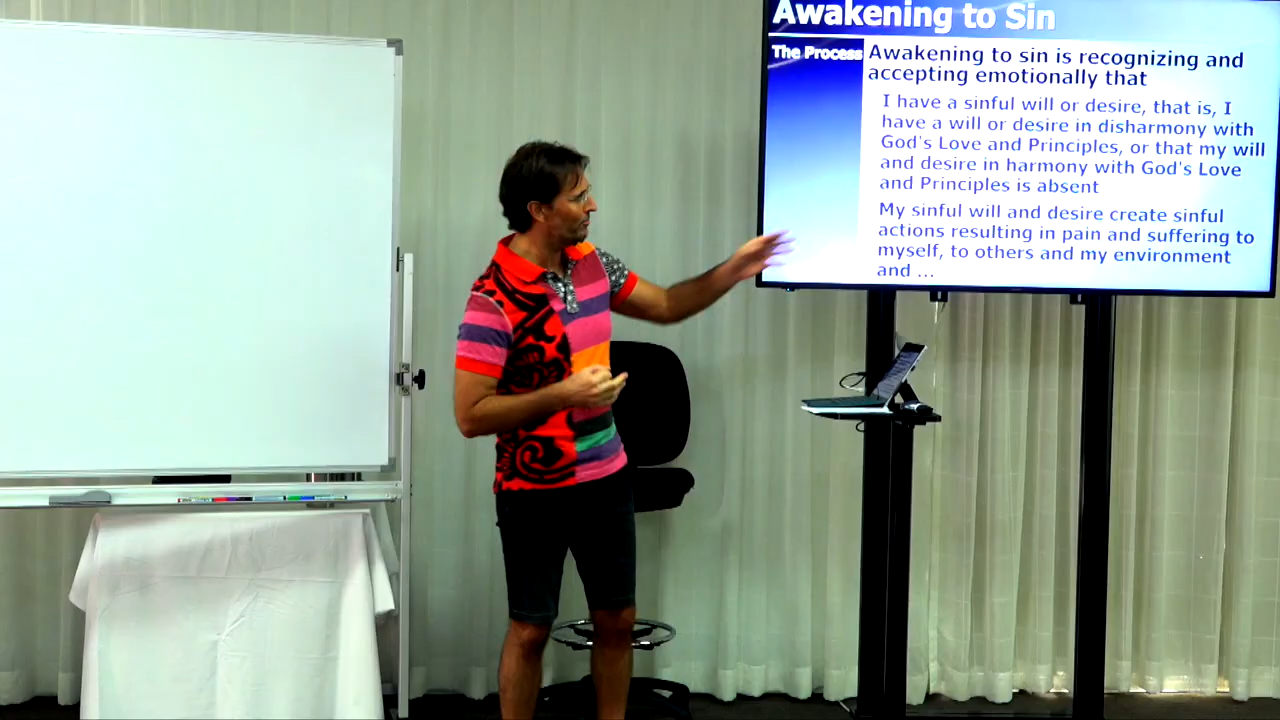 Awakening to Sin
The Process
Awakening to sin is recognizing and
accepting emotionally that
I have a sinful will or desire, that is, I
have a will or desire in disharmony with
God's Love and Principles, or that my will
and desire in harmony with God's Love
and Principles is absent
My sinful will and desire create sinful
actions resulting in pain and suffering to
myself, to others and my environment
and ...